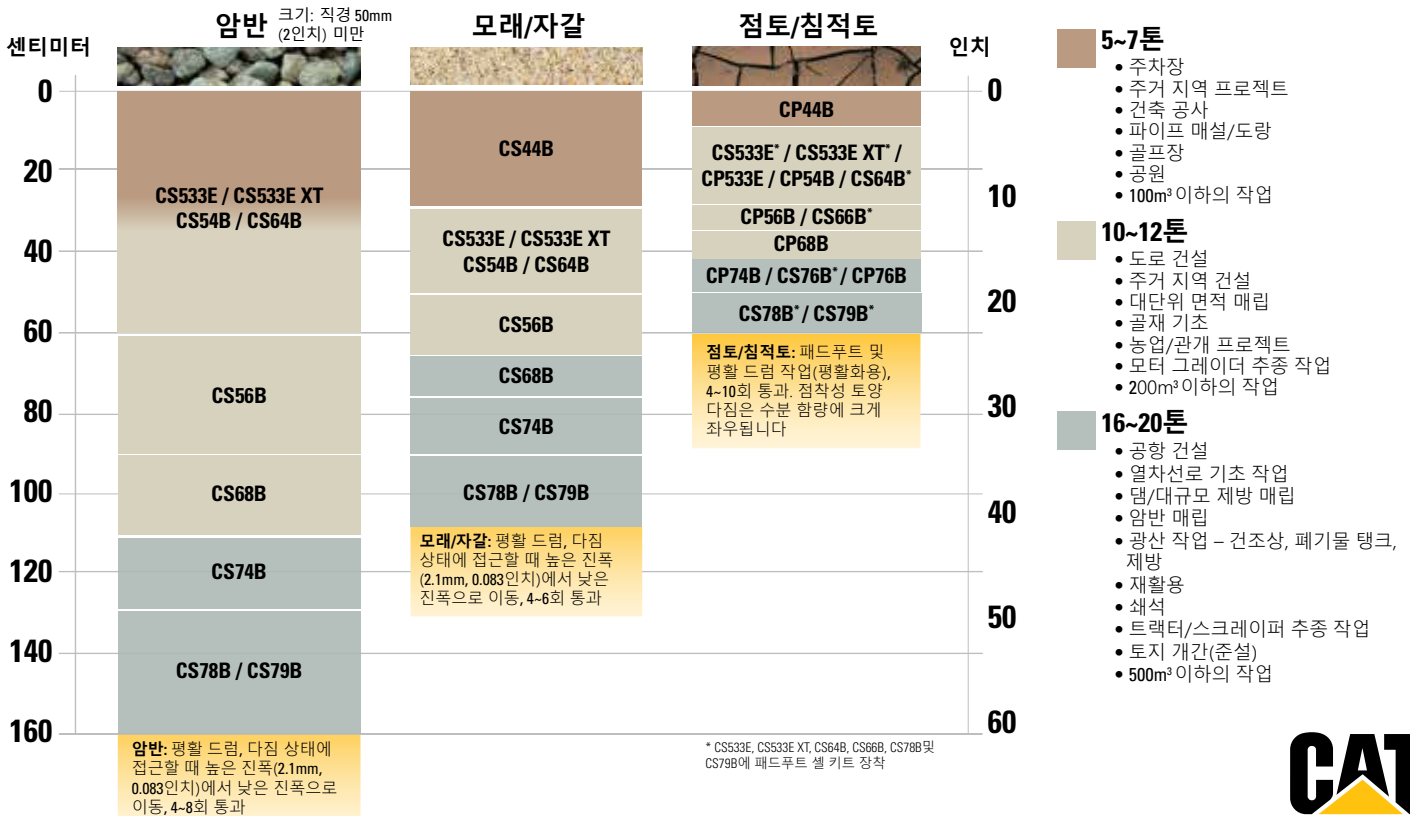 암반 크기: 직경 50mm
(2인치) 미만
모래/자갈
점토/침적토
센티미터
인치
0
20
40
60
80
100
120
140
160
CS533E / CS533E XT
CS54B / CS64B
CS56B
CS68B
CS74B
CS78B / CS79B
암반: 평활 드럼, 다짐 상태에
접근할 때 높은 진폭(2.1mm,
0.083인치)에서 낮은 진폭으로
이동, 4~8회 통과
CS44B
CS533E / CS533E XT
CS54B / CS64B
CS56B
CS68B
CS74B
CS78B / CS79B
모래/자갈: 평활 드럼, 다짐
상태에 접근할 때 높은 진폭
(2.1mm, 0.083인치)에서 낮은
진폭으로 이동, 4~6회 통과
CP44B
CS533E* / CS533E XT* /
CP533E / CP54B / CS64B*
CP56B / CS66B*
CP68B
CP74B / CS76B* / CP76B
CS78B* / CS79B*
점토/침적토: 패드푸트 및
평활 드럼 작업(평활화용),
4~10회 통과. 점착성 토양
다짐은 수분 함량에 크게
좌우됩니다
* CS533E, CS533E XT, CS64B, CS66B, CS78B및
CS79B에 패드푸트 셸 키트 장착
0
10
20
30
40
50
60
5~7톤
• 주차장
• 주거 지역 프로젝트
• 건축 공사
• 파이프 매설/도랑
• 골프장
• 공원
• 100m³ 이하의 작업
10~12톤
• 도로 건설
• 주거 지역 건설
• 대단위 면적 매립
• 골재 기초
• 농업/관개 프로젝트
• 모터 그레이더 추종 작업
• 200m³ 이하의 작업
16~20톤
• 공항 건설
• 열차선로 기초 작업
• 댐/대규모 제방 매립
• 암반 매립
• 광산 작업 – 건조상, 폐기물 탱크,
제방
• 재활용
• 쇄석
• 트랙터/스크레이퍼 추종 작업
• 토지 개간(준설)
• 500m³ 이하의 작업
CAT